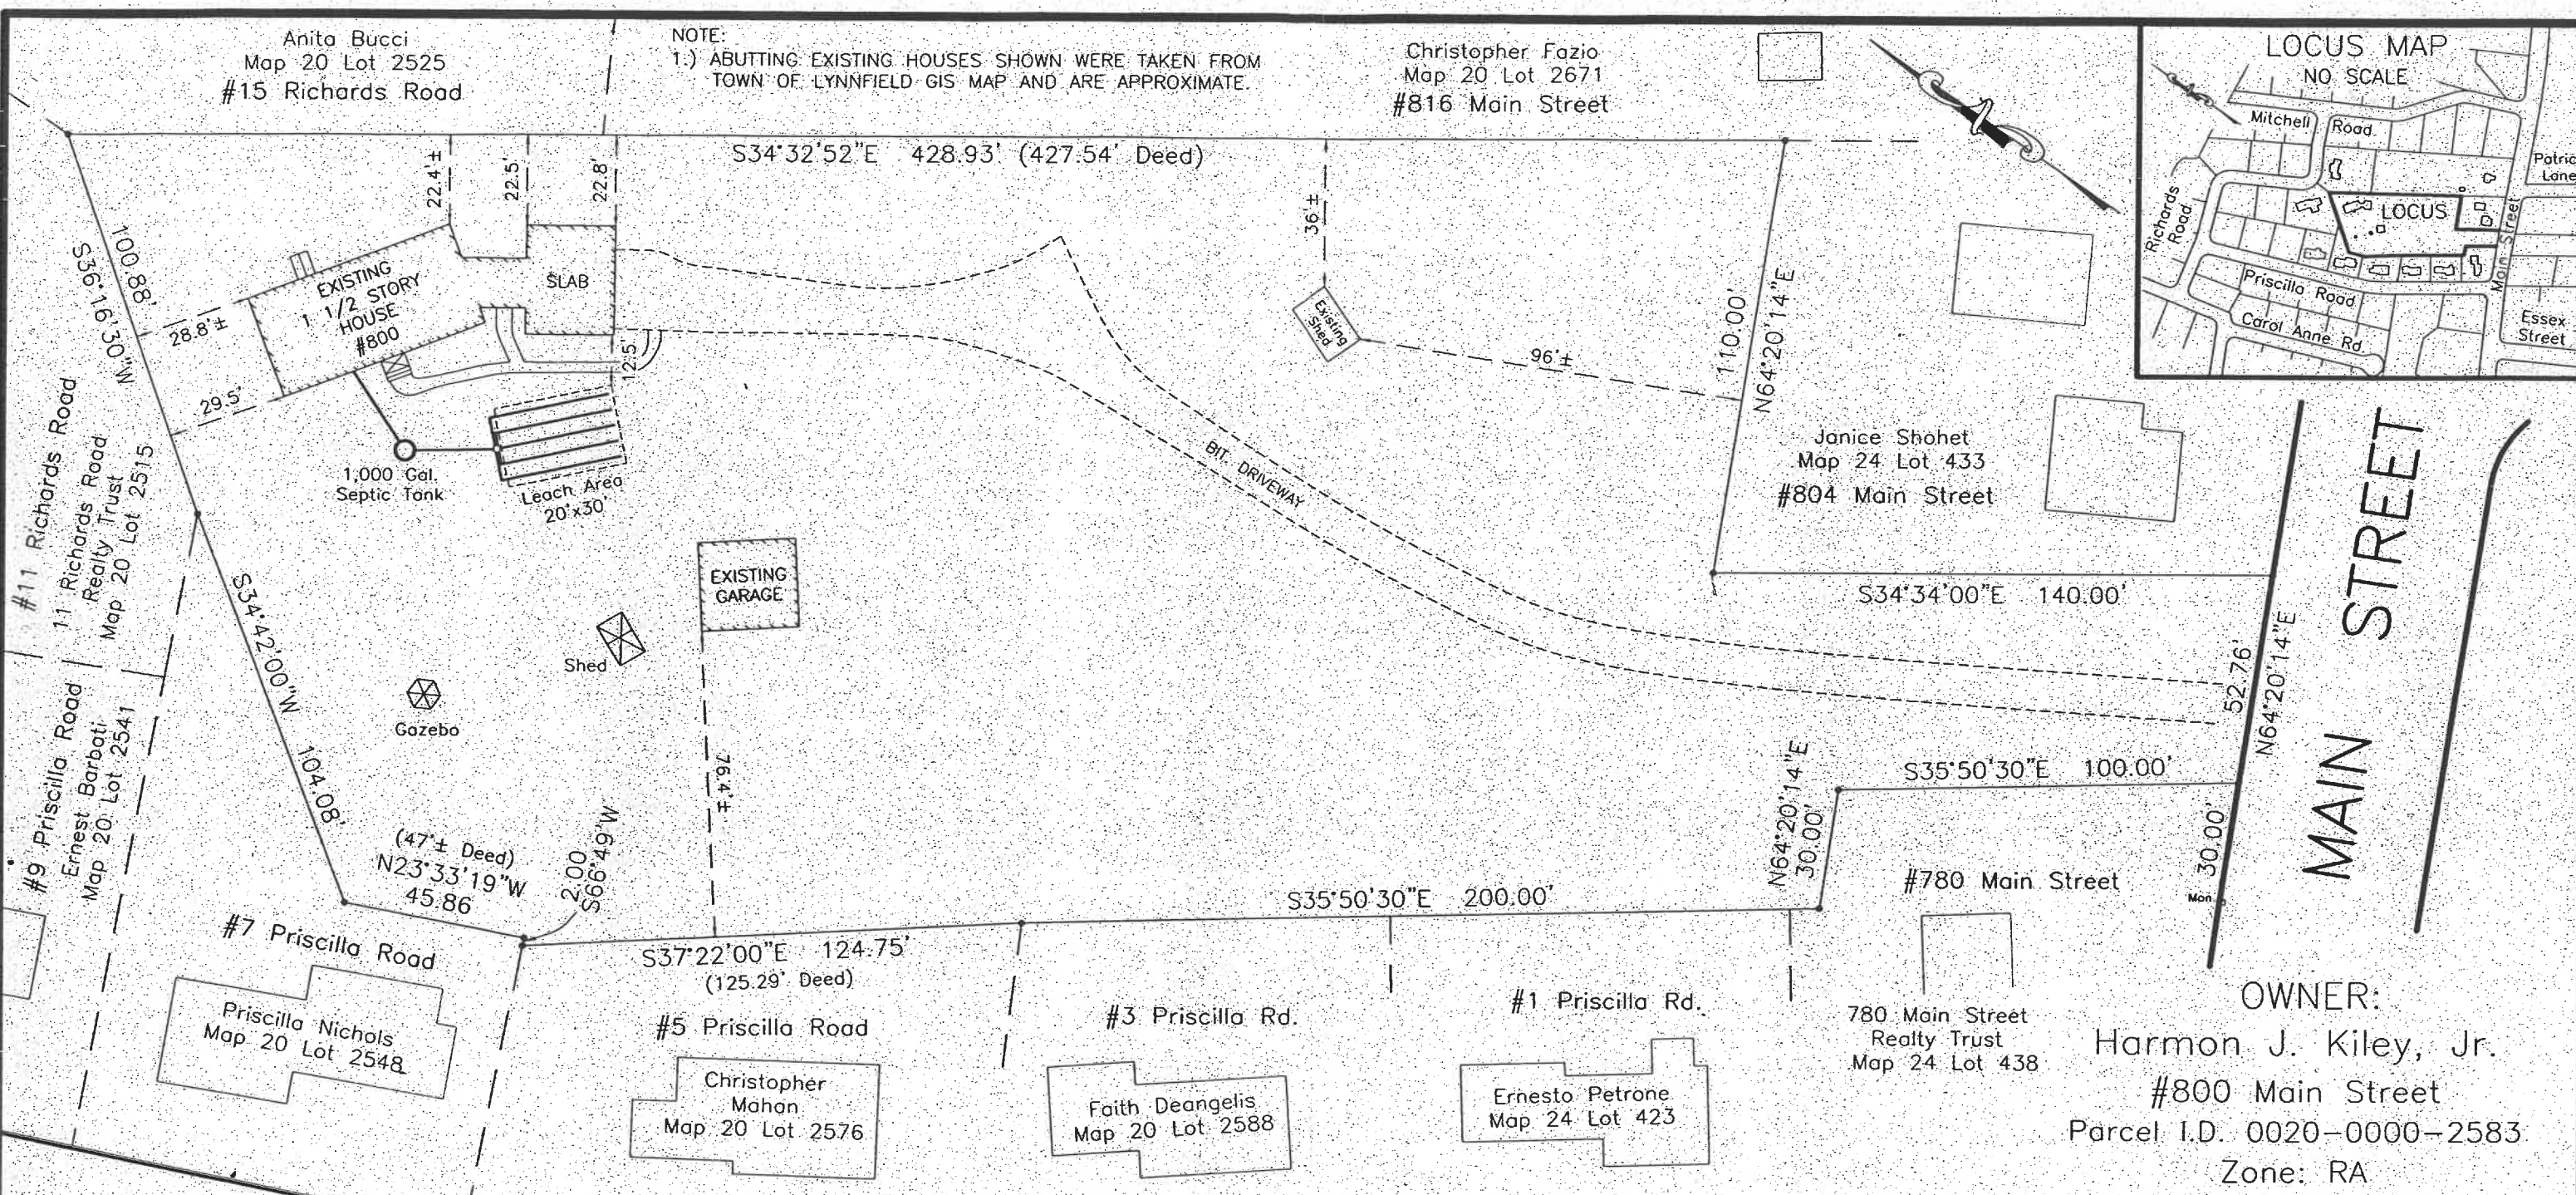 Anita Bucci
Map 20 Lot 2525
#15 Richards Road
NOTE:
1.) ABUTTING EXISTING HOUSES SHOWN WERE TAKEN FROM
TOWN OF LYNNFIELD GIS MAP AND ARE APPROXIMATE.
Christopher Fazio
Map 20 Lot 2671
#816 Main Street
LOCUS MAP
NO SCALE
Mitchell Road
Patric
Lane
Richards
Road
LOCUS
Main Street
Priscilla Road
Carol Anne Rd.
Essex
Street
S34°32'52"E 428.93' (427.54' Deed)
22.4'±
22.5'
22.8'
36'±
100.88'
S36°16'30"W
28.8'±
29.5'
EXISTING
1 1/2 STORY
HOUSE
#800
SLAB
12.5'
Existing
Shed
96'±
110.00'
N64°20'14"E
1,000 Gal.
Septic Tank
Leach Area
20'x30'
BIT. DRIVEWAY
Janice Shohet
Map 24 Lot 433
#804 Main Street
MAIN STREET
#11 Richards Road
11 Richards Road
Realty Trust
Map 20 Lot 2515
EXISTING
GARAGE
Shed
Gazebo
S34°34'00"E 140.00'
52.76'
N64°20'14"E
S34°42'00"W
104.08'
76.4'±
#9 Priscilla Road
Ernest Barbati
Map 20 Lot 2541
(47'± Deed)
N23°33'19"W
45.86
2.00
S66°49'W
N64°20'14"E
30.00'
S35°50'30"E 100.00'
30.00'
Mon.
#780 Main Street
S35°50'30"E 200.00'
S37°22'00"E 124.75'
(125.29' Deed)
#7 Priscilla Road
Priscilla Nichols
Map 20 Lot 2548
#5 Priscilla Road
Christopher
Mahan
Map 20 Lot 2576
#3 Priscilla Rd.
Faith Deangelis
Map 20 Lot 2588
#1 Priscilla Rd.
Ernesto Petrone
Map 24 Lot 423
780 Main Street
Realty Trust
Map 24 Lot 438
OWNER:
Harmon J. Kiley, Jr.
#800 Main Street
Parcel I.D. 0020-0000-2583
Zone: RA